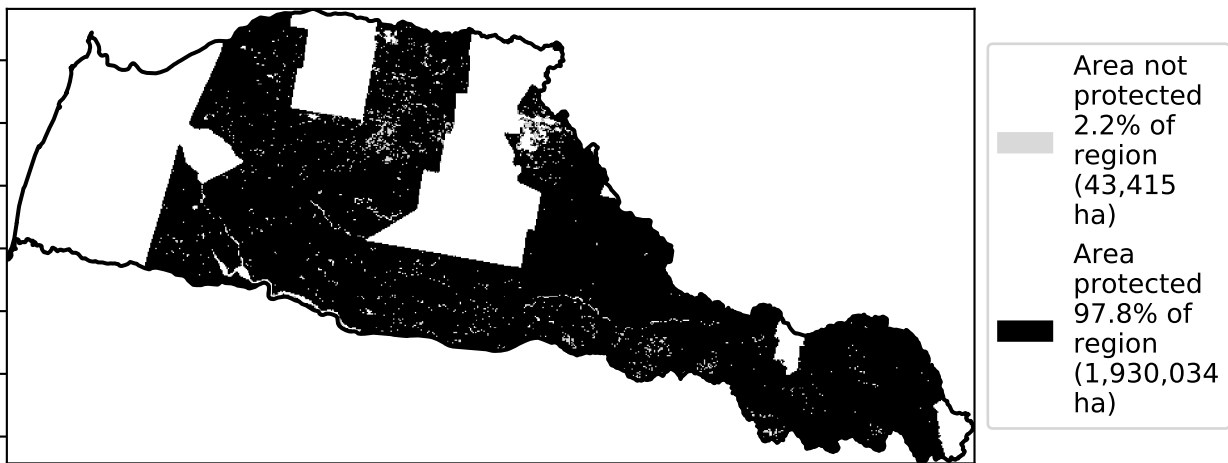 Area not
protected
2.2% of
region
(43,415
ha)
Area
protected
97.8% of
region
(1,930,034
ha)